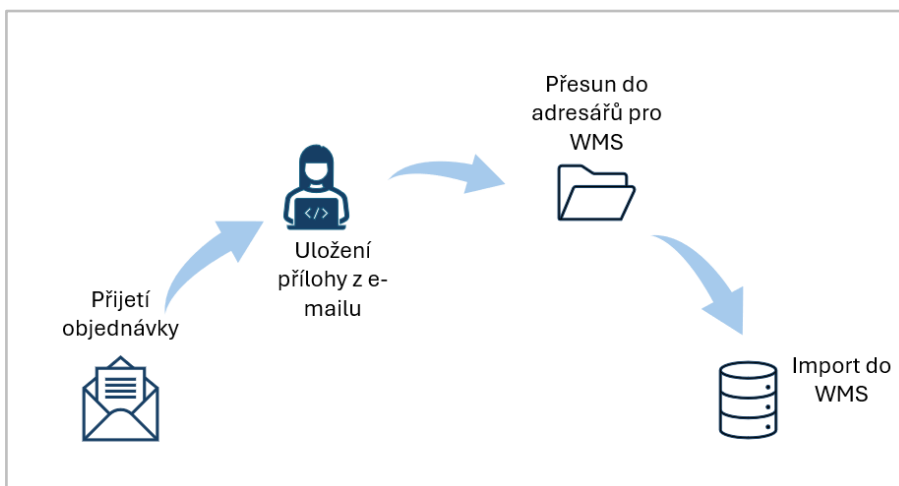 Přijetí
objednávky
Uložení
přílohy z e-
mailu
Přesun do
adresářů pro
WMS
Import do
WMS